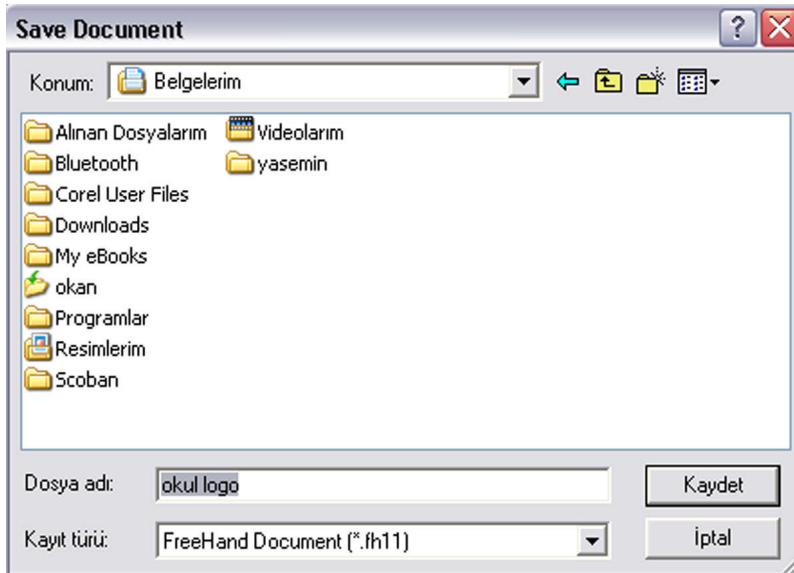 Save Document
Konum: Belgelerim
Alınan Dosyalarım Videolarım
Bluetooth yasemin
Corel User Files
Downloads
My eBooks
okan
Programlar
Resimlerim
Scoban
Dosya adı: okul logo Kaydet
Kayıt türü: FreeHand Document (*.fh11) İptal